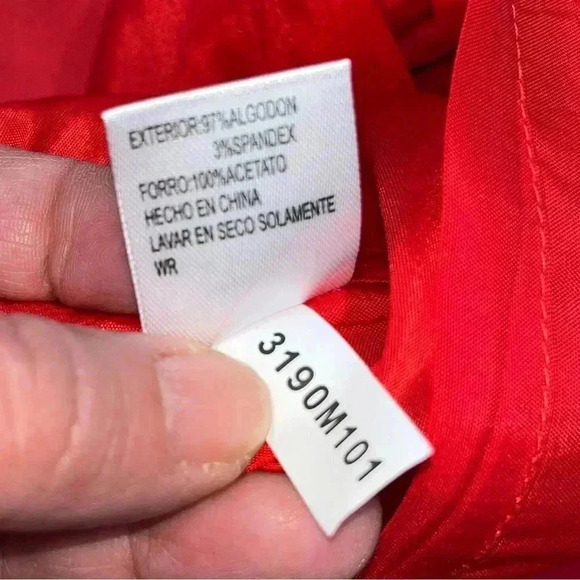 EXTERIOR:97%ALGODON
3%SPANDEX
FORRO:100%ACETATO
HECHO EN CHINA
LAVAR EN SECO SOLAMENTE
WR
3190M101